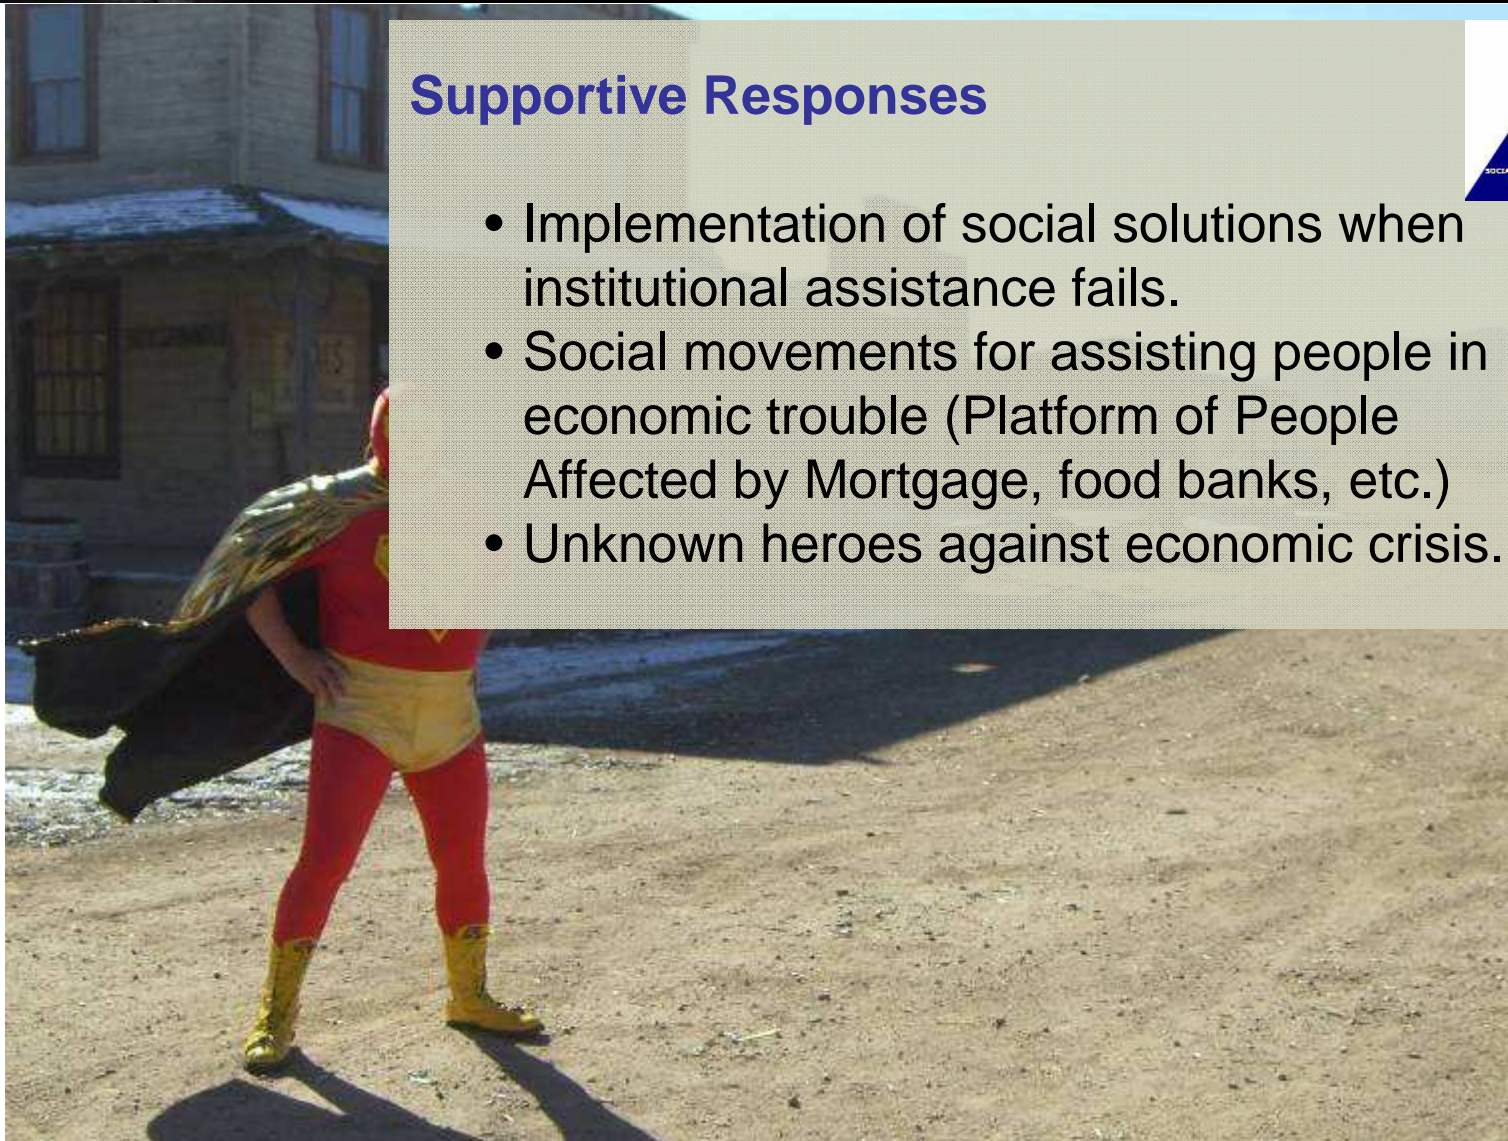 Supportive Responses
• Implementation of social solutions when
institutional assistance fails.
• Social movements for assisting people in
economic trouble (Platform of People
Affected by Mortgage, food banks, etc.)
• Unknown heroes against economic crisis.